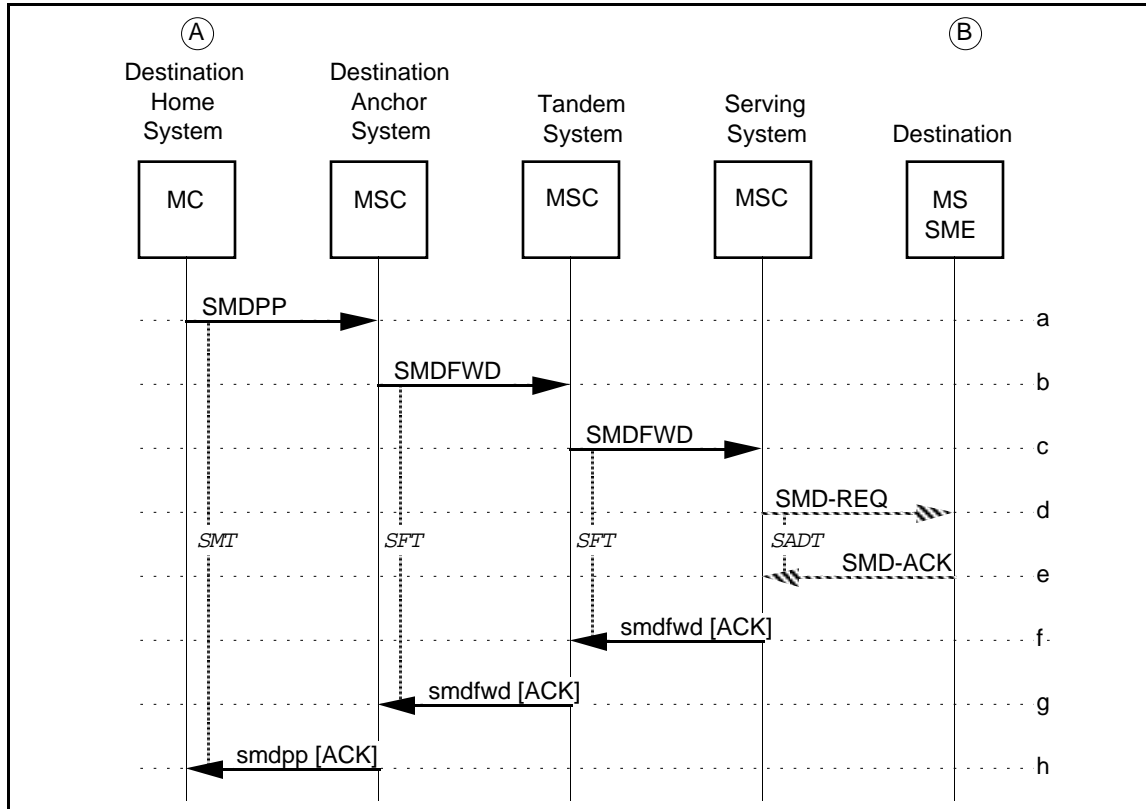 A
B
Destination
Home
System
Destination
Anchor
System
Tandem
System
Serving
System
Destination
MC
MSC
MSC
MSC
MS
SME
SMDPP
a
SMDFWD
b
SMDFWD
c
SMD-REQ
d
SMT
SFT
SFT
SADT
SMD-ACK
e
smdfwd [ACK]
f
smdfwd [ACK]
g
smdpp [ACK]
h